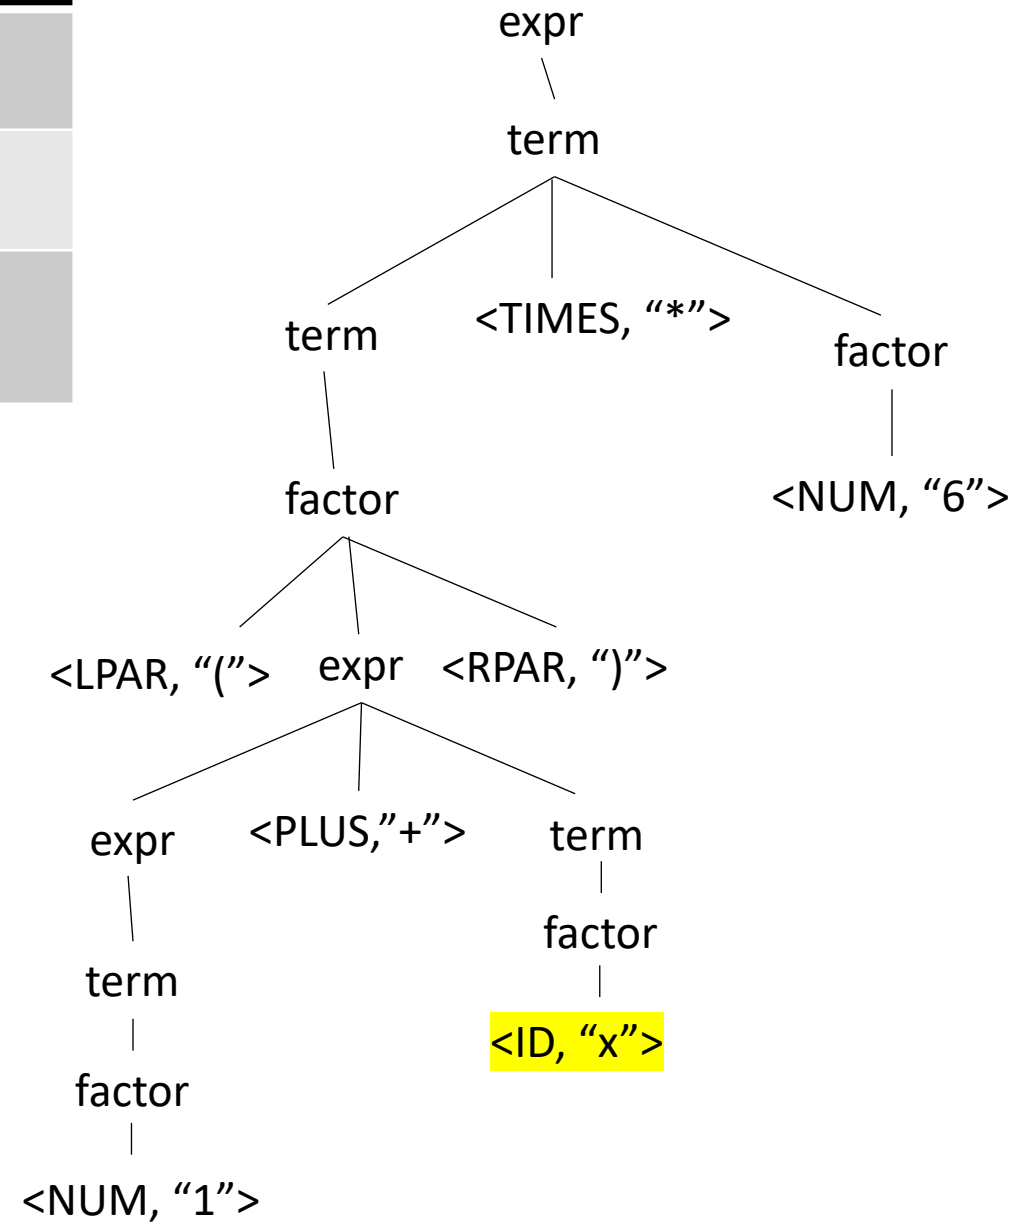 expr
term
term
<TIMES, “*”>
factor
factor
<NUM, “6”>
<LPAR, “(”>
expr
<RPAR, “)”>
expr
<PLUS,”+”>
term
factor
term
<ID, “x”>
factor
<NUM, “1”>